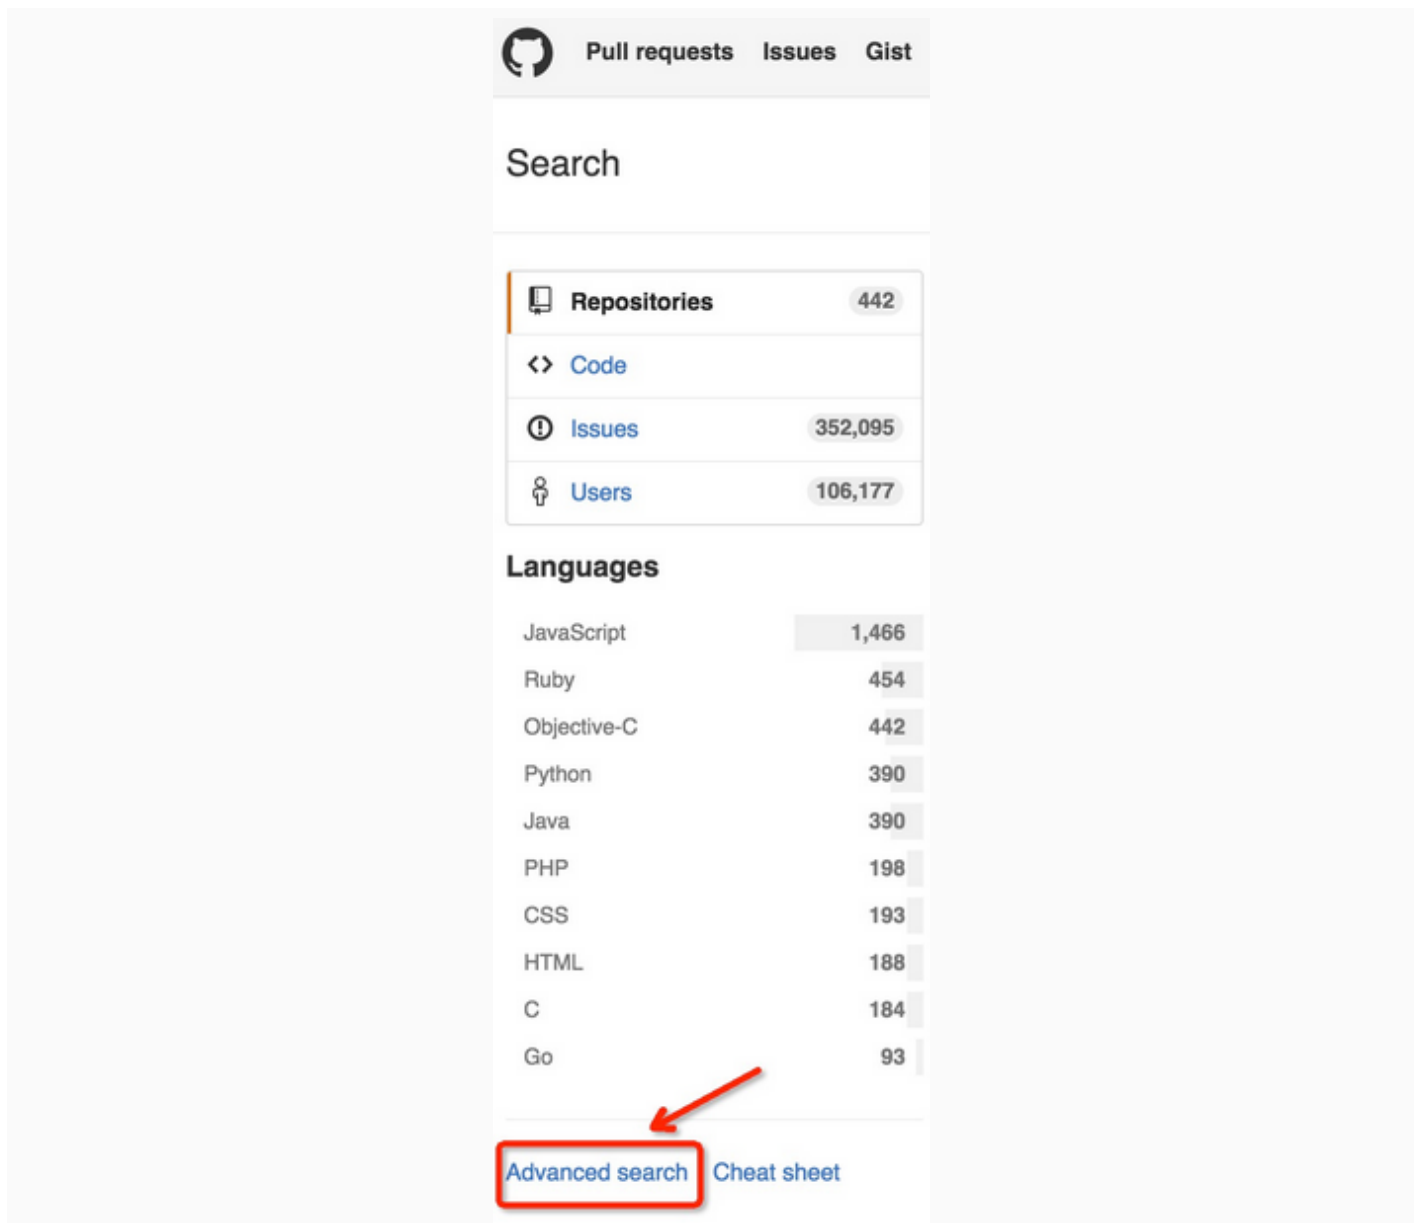 Pull requests Issues Gist
Search
Repositories 442
Code
Issues 352,095
Users 106,177
Languages
JavaScript 1,466
Ruby 454
Objective-C 442
Python 390
Java 390
PHP 198
CSS 193
HTML 188
C 184
Go 93
Advanced search Cheat sheet